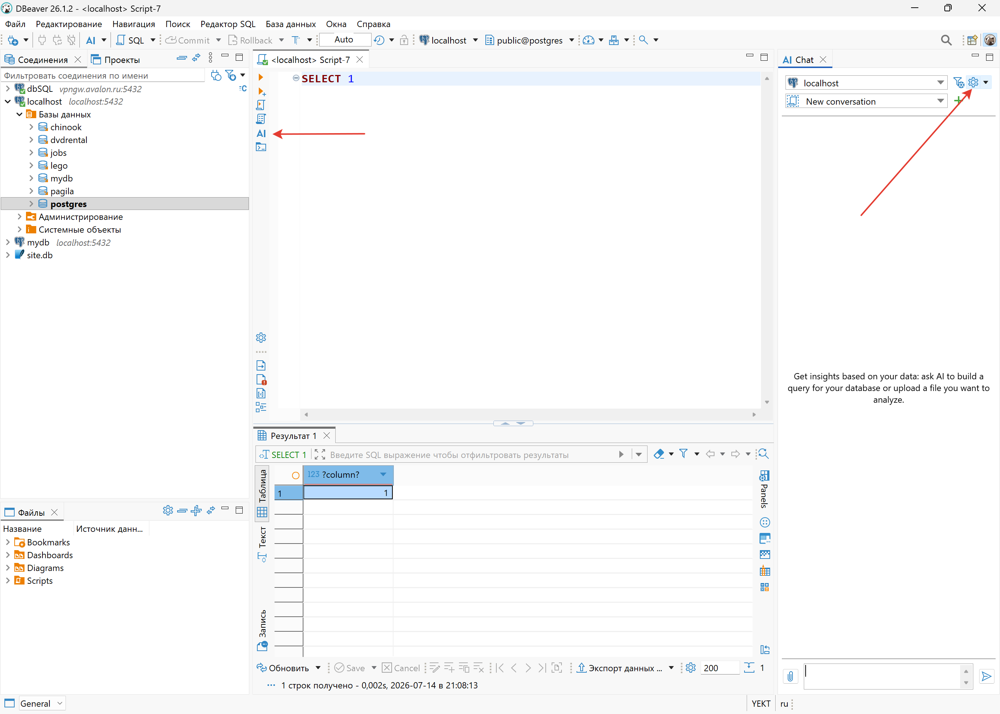 DBeaver 26.1.2 - <localhost> Script-7
Файл Редактирование Навигация Поиск Редактор SQL База данных Окна Справка
AI SQL Commit Rollback Auto localhost public@postgres
Соединения Проекты
Фильтровать соединения по имени
dbSQL vpngw.avalon.ru:5432
localhost localhost:5432
Базы данных
chinook
dvdrental
jobs
lego
mydb
pagila
postgres
Администрирование
Системные объекты
mydb localhost:5432
site.db
Файлы
Название Источник данн...
Bookmarks
Dashboards
Diagrams
Scripts
<localhost> Script-7
SELECT 1
AI
Результат 1
SELECT 1 Введите SQL выражение чтобы отфильтровать результаты
Таблица
Текст
Запись
123 ?column?
1 1
Panels
Обновить Save Cancel Экспорт данных ... 200 1
1 строк получено - 0,002s, 2026-07-14 в 21:08:13
AI Chat
localhost
New conversation
Get insights based on your data: ask AI to build a
query for your database or upload a file you want to
analyze.
General YEKT ru